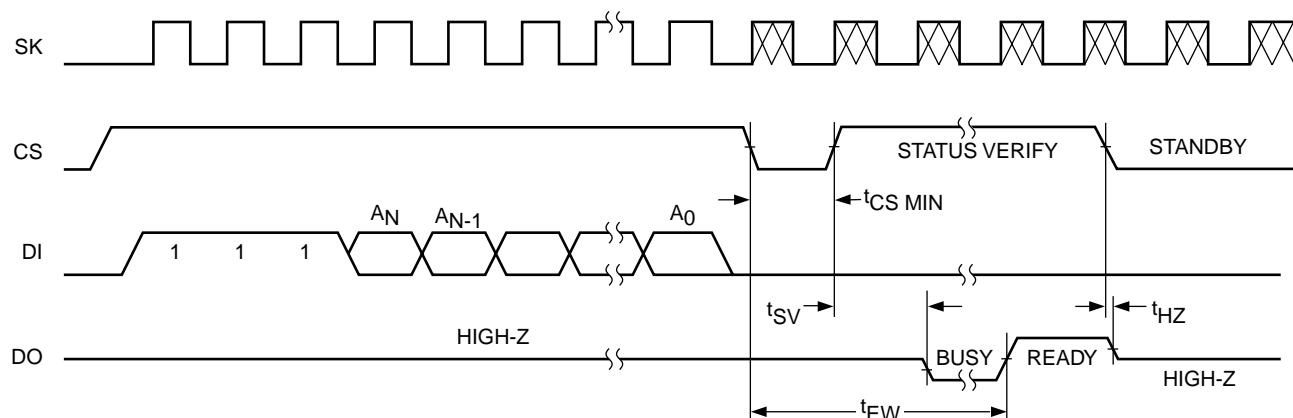 SK
CS
STATUS VERIFY
STANDBY
tCS MIN
DI
1 1 1 AN AN-1 A0
tSV
tHZ
DO
HIGH-Z
BUSY
READY
HIGH-Z
tEW